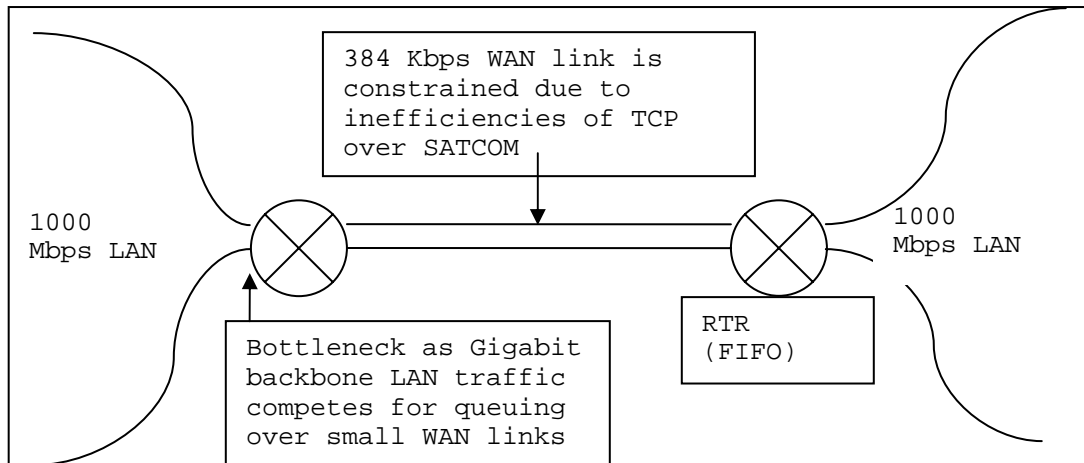 384 Kbps WAN link is
constrained due to
inefficiencies of TCP
over SATCOM
1000
Mbps LAN
1000
Mbps LAN
Bottleneck as Gigabit
backbone LAN traffic
competes for queuing
over small WAN links
RTR
(FIFO)